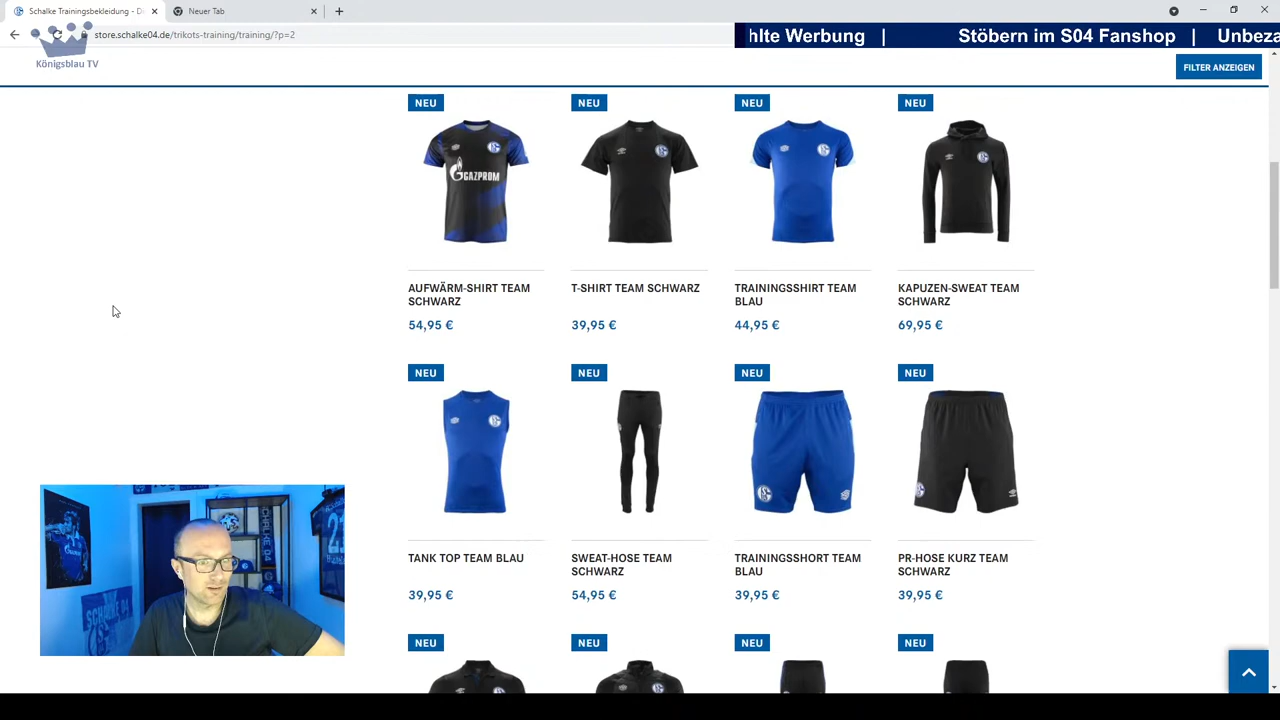 Schalke Trainingsbekleidung - Di
Neuer Tab
store.schalke04.de/trikots-training/training/?p=2
hlte Werbung | Stöbern im S04 Fanshop | Unbeza
Königsblau TV
FILTER ANZEIGEN
NEU NEU NEU NEU
GAZPROM
AUFWÄRM-SHIRT TEAM
SCHWARZ
54,95 €
T-SHIRT TEAM SCHWARZ
39,95 €
TRAININGSSHIRT TEAM
BLAU
44,95 €
KAPUZEN-SWEAT TEAM
SCHWARZ
69,95 €
NEU NEU NEU NEU
TANK TOP TEAM BLAU
39,95 €
SWEAT-HOSE TEAM
SCHWARZ
54,95 €
TRAININGSSHORT TEAM
BLAU
39,95 €
PR-HOSE KURZ TEAM
SCHWARZ
39,95 €
NEU NEU NEU NEU
SCHALKE 04